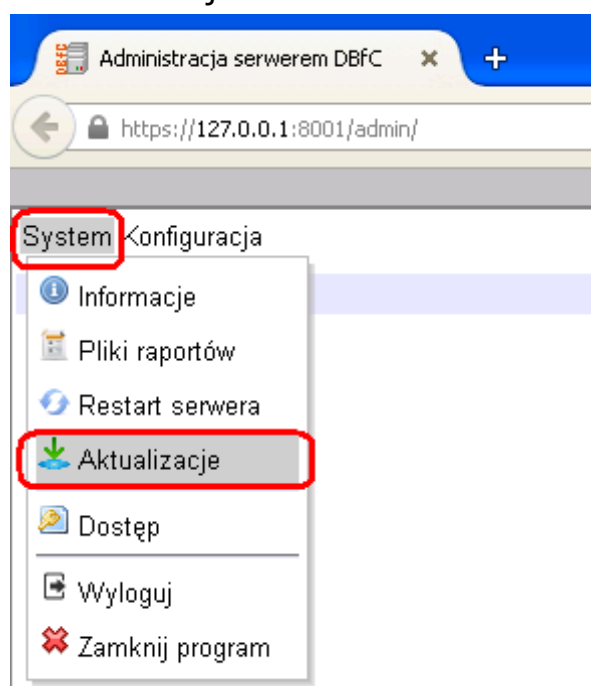 Administracja serwerem DBfC
https://127.0.0.1:8001/admin/
System Konfiguracja
Informacje
Pliki raportów
Restart serwera
Aktualizacje
Dostęp
Wyloguj
Zamknij program